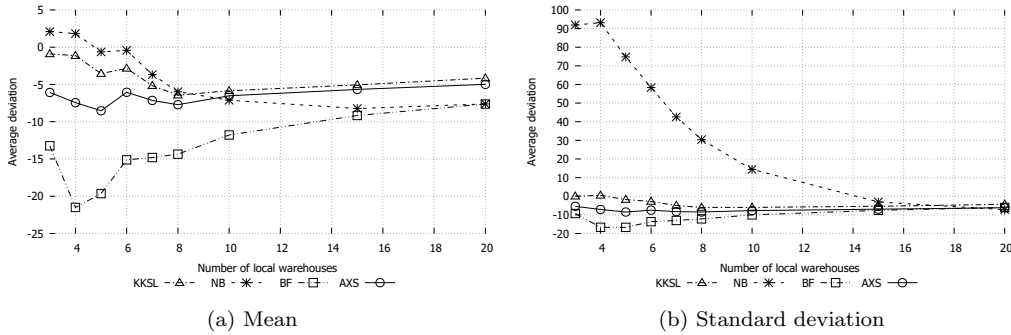 5
0
-5
-10
-15
-20
-25
Average deviation
4 6 8 10 12 14 16 18 20
Number of local warehouses
KKSL NB BF AXS
(a) Mean
100
90
80
70
60
50
40
30
20
10
0
-10
-20
Average deviation
4 6 8 10 12 14 16 18 20
Number of local warehouses
KKSL NB BF AXS
(b) Standard deviation